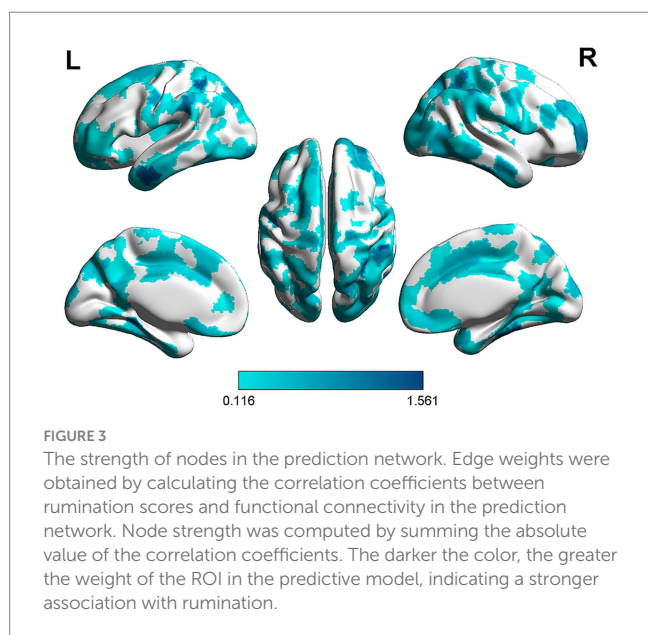 L
R
0.116
1.561
FIGURE 3
The strength of nodes in the prediction network. Edge weights were
obtained by calculating the correlation coefficients between
rumination scores and functional connectivity in the prediction
network. Node strength was computed by summing the absolute
value of the correlation coefficients. The darker the color, the greater
the weight of the ROI in the predictive model, indicating a stronger
association with rumination.